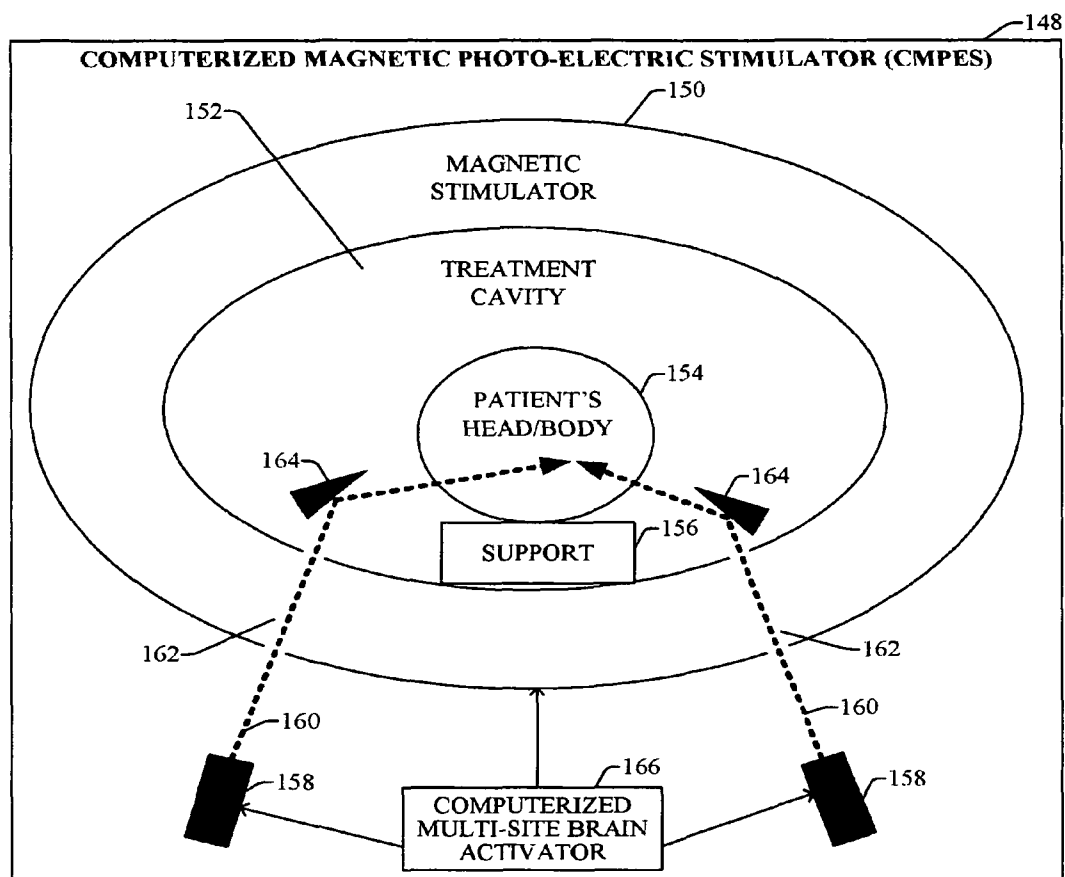 148
COMPUTERIZED MAGNETIC PHOTO-ELECTRIC STIMULATOR (CMPES)
150
152
MAGNETIC
STIMULATOR
TREATMENT
CAVITY
154
PATIENT'S
HEAD/BODY
164
164
156
SUPPORT
162
162
160
160
158
166
158
COMPUTERIZED
MULTI-SITE BRAIN
ACTIVATOR